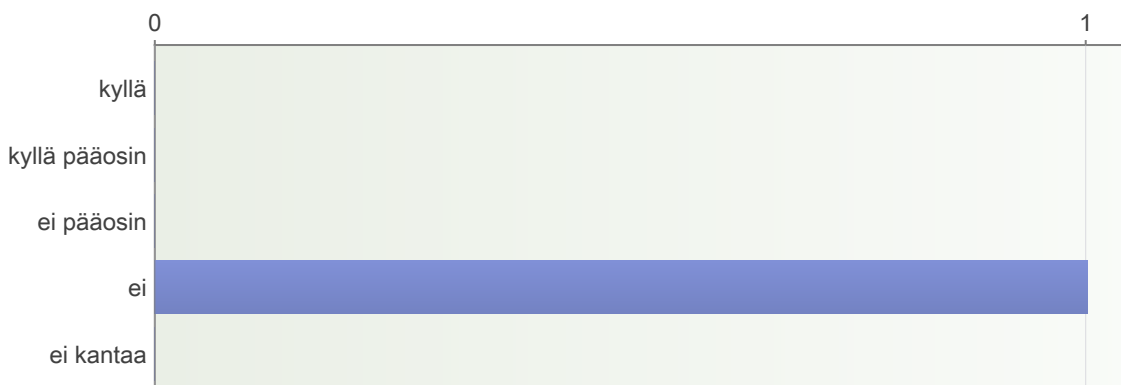 0 1
kyllä
kyllä pääosin
ei pääosin
ei
ei kantaa